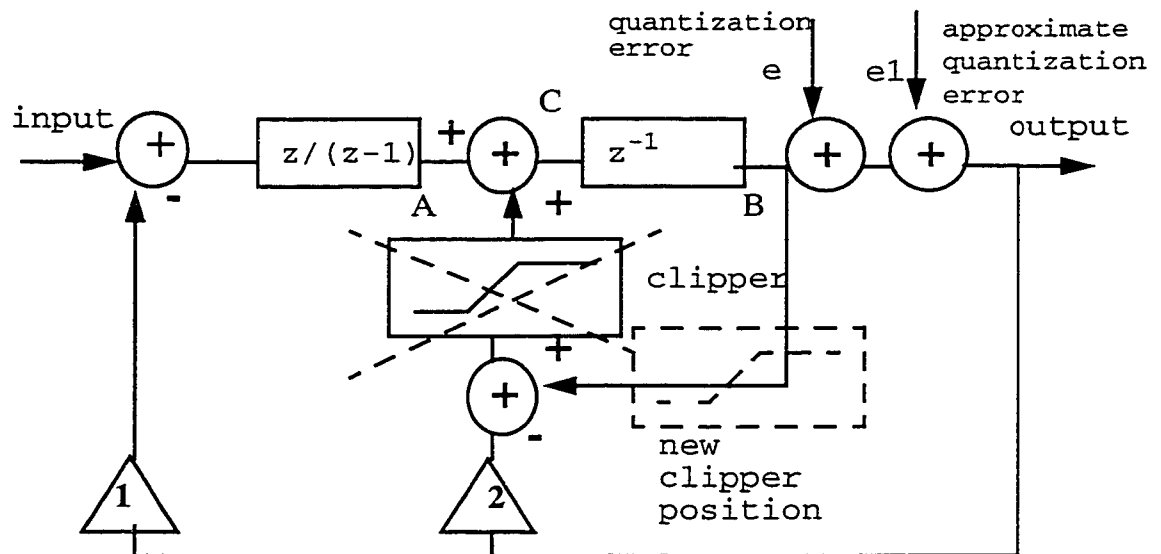 quantization
error
approximate
quantization
error
e
e1
input
output
C
+
+
z/(z-1)
+
z⁻¹
+
+
-
A
+
B
clipper
+
+
-
new
clipper
position
1
2